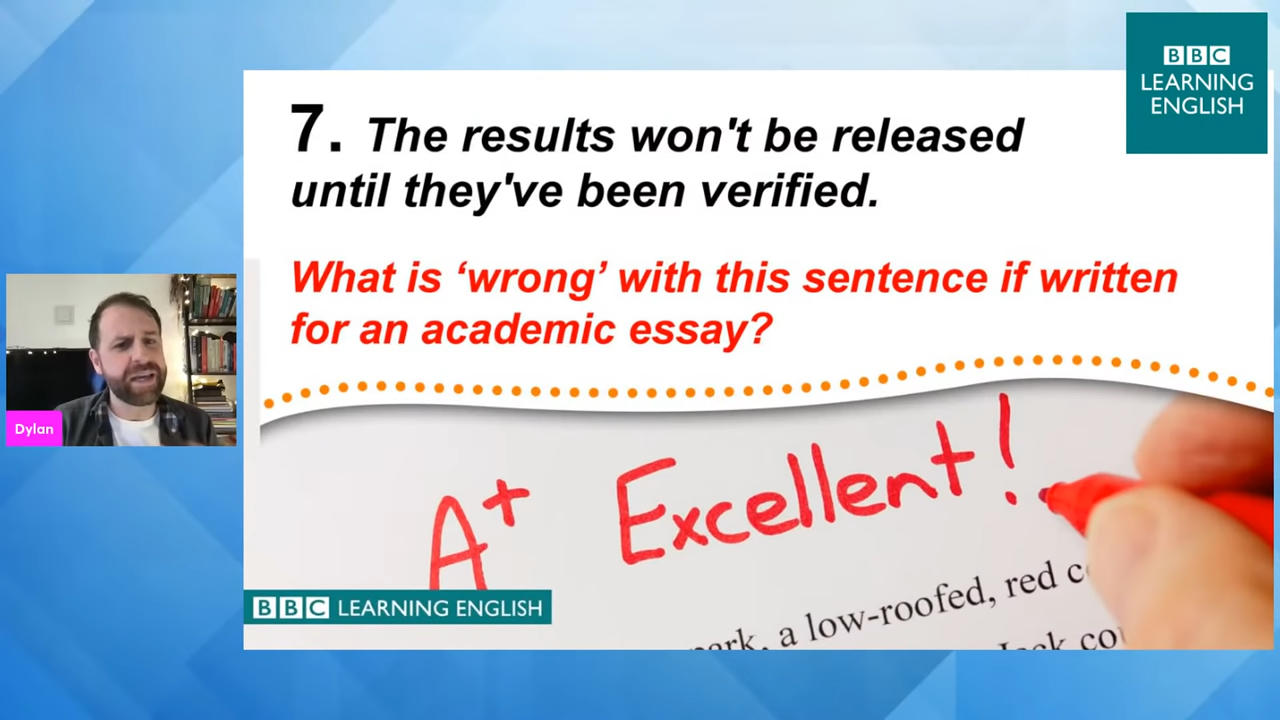 BBC
LEARNING
ENGLISH
7. The results won't be released
until they've been verified.
What is ‘wrong’ with this sentence if written
for an academic essay?
Dylan
A+ Excellent!
a low-roofed, red
BBC LEARNING ENGLISH